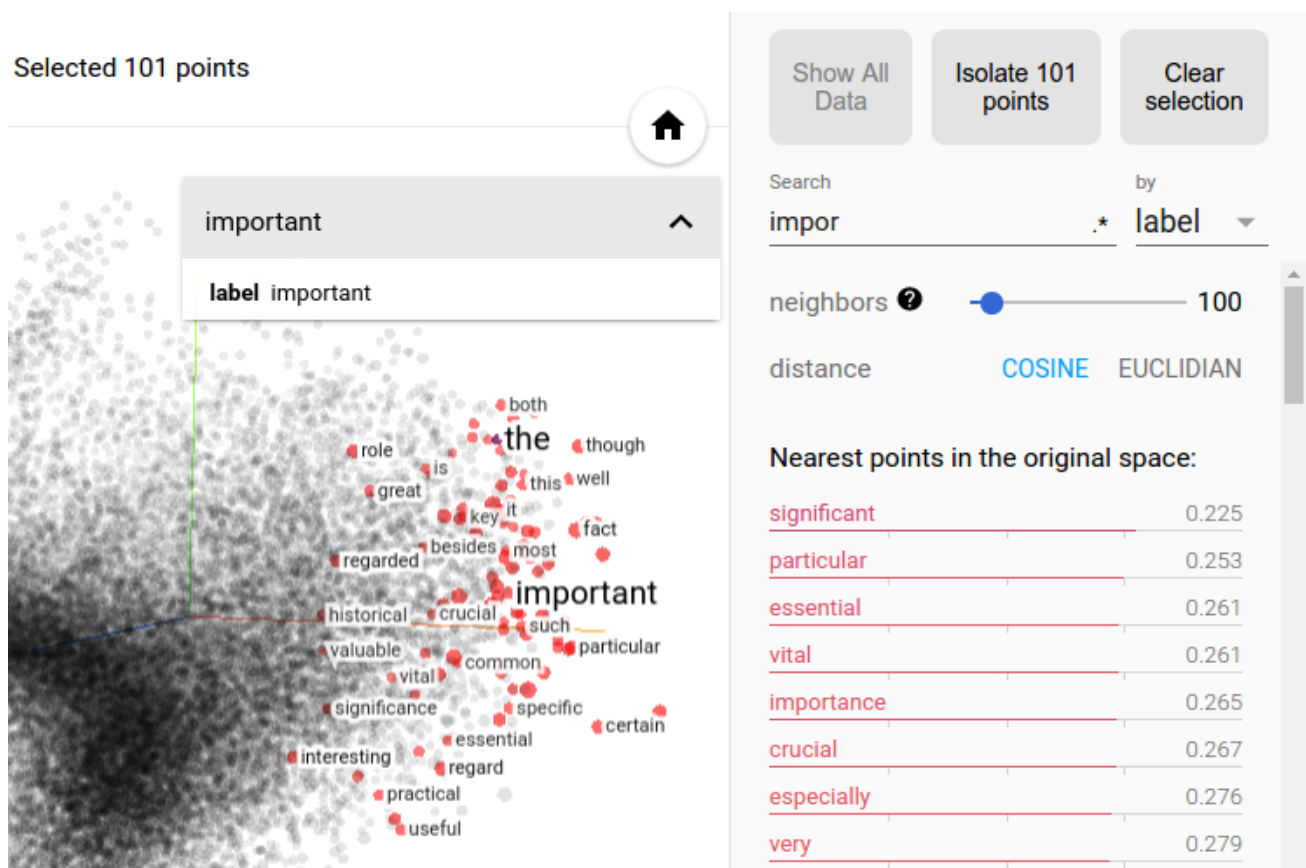 Selected 101 points
important
label important
both
the
though
role
is
this
well
great
key
it
fact
besides
most
regarded
important
historical
crucial
such
valuable
common
particular
vital
significance
specific
certain
essential
interesting
regard
practical
useful
Show All
Data
Isolate 101
points
Clear
selection
Search
by
impor
.*
label
neighbors ?
100
distance
COSINE
EUCLIDIAN
Nearest points in the original space:
significant 0.225
particular 0.253
essential 0.261
vital 0.261
importance 0.265
crucial 0.267
especially 0.276
very 0.279